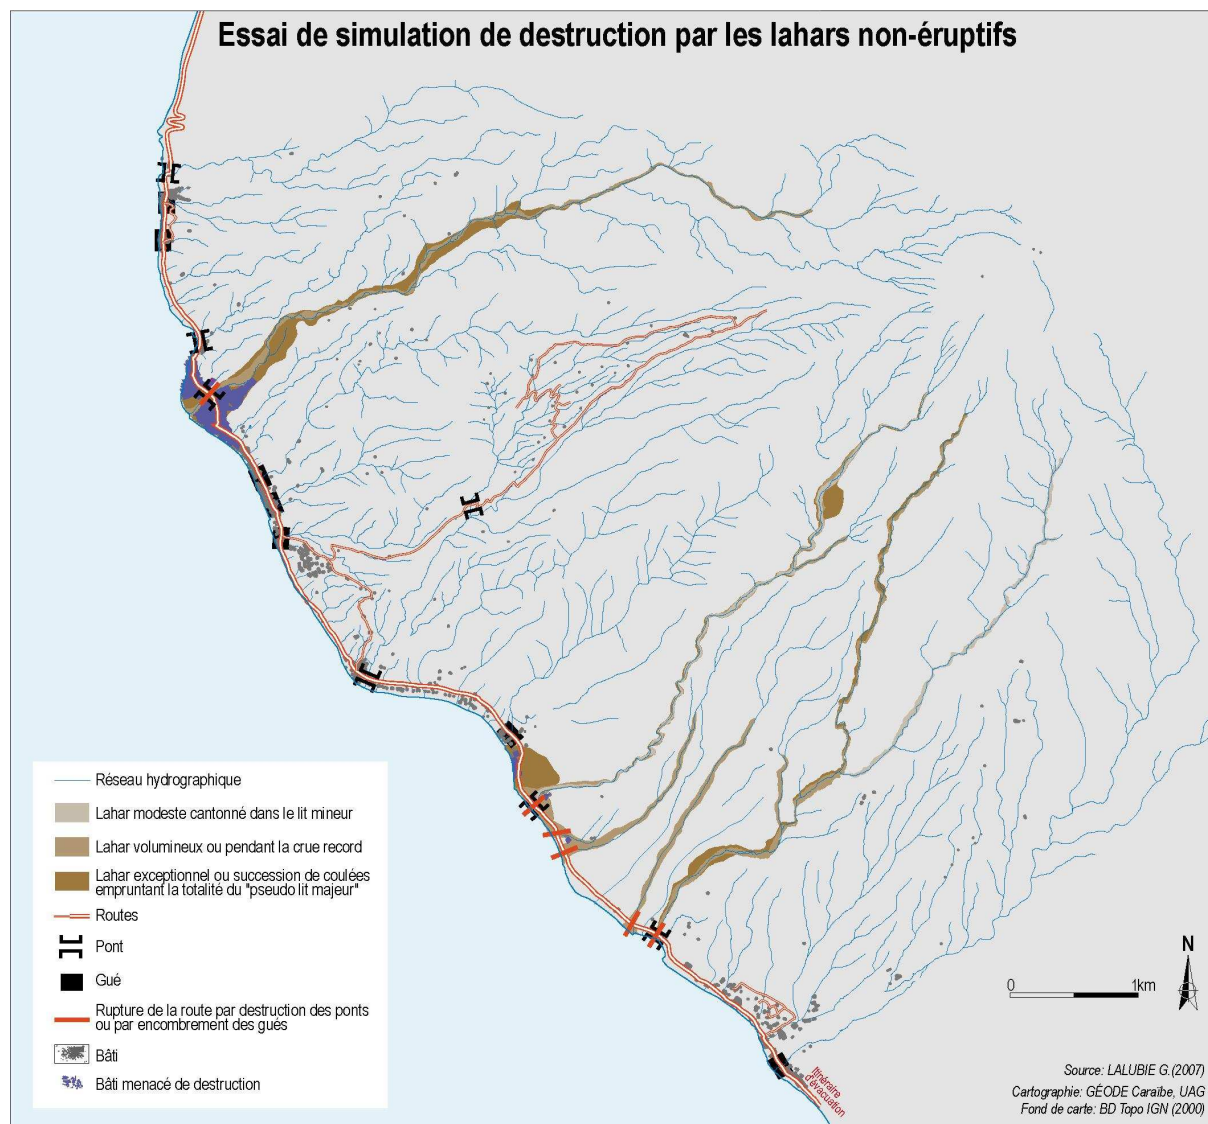 Essai de simulation de destruction par les lahars non-éruptifs
Réseau hydrographique
Lahar modeste cantonné dans le lit mineur
Lahar volumineux ou pendant la crue record
Lahar exceptionnel ou succession de coulées
empruntant la totalité du "pseudo lit majeur"
Routes
Pont
Gué
Rupture de la route par destruction des ponts
ou par encombrement des gués
Bâti
Bâti menacé de destruction
N
0 1km
Itinéraire
d'évacuation
Source: LALUBIE G.(2007)
Cartographie: GÉODE Caraïbe, UAG
Fond de carte: BD Topo IGN (2000)